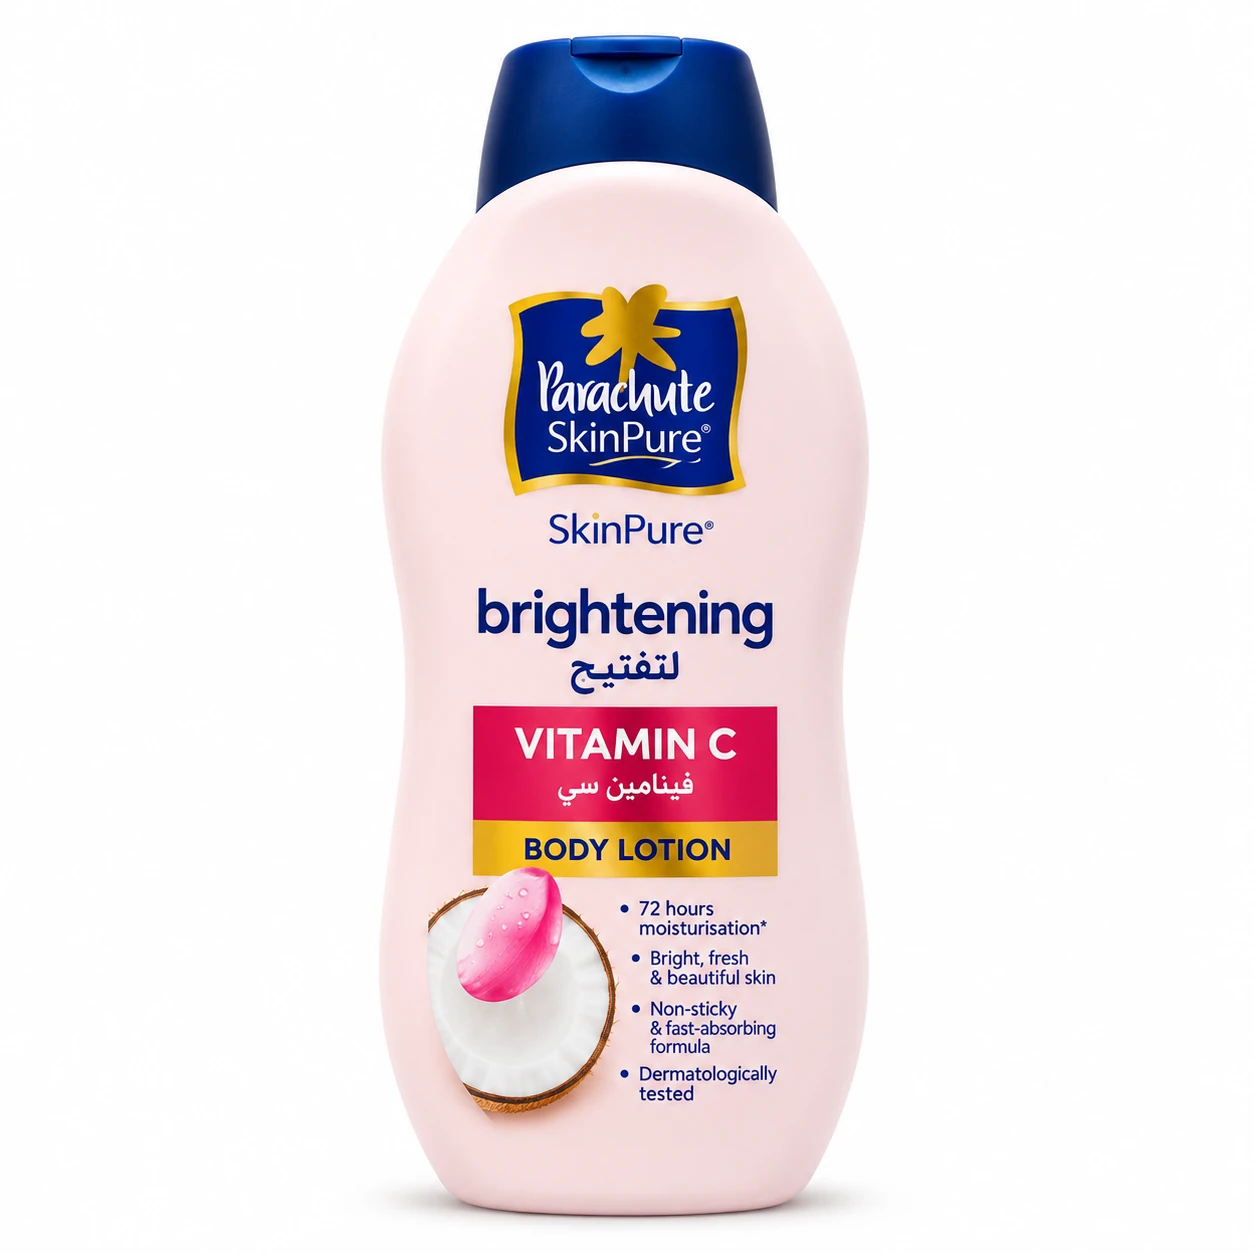 Parachute
SkinPure®
SkinPure®
brightening
لتفتيح
VITAMIN C
فينامين سي
BODY LOTION
• 72 hours
moisturisation*
• Bright, fresh
& beautiful skin
• Non-sticky
& fast-absorbing
formula
• Dermatologically
tested